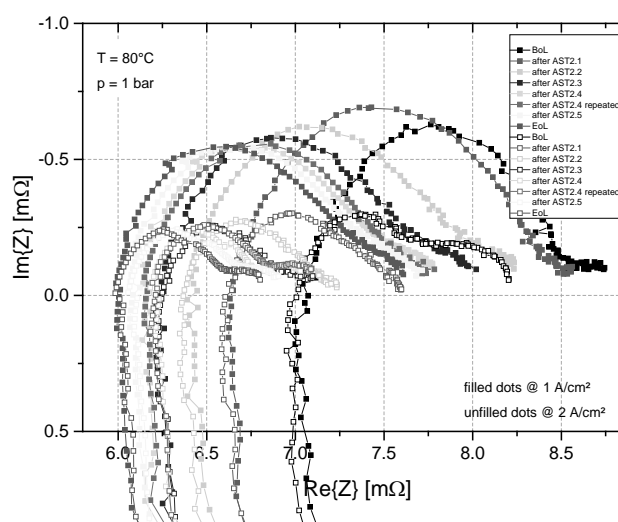 -1.0
T = 80°C
p = 1 bar
BoL
after AST2.1
after AST2.2
after AST2.3
after AST2.4
after AST2.4 repeated
after AST2.5
EoL
BoL
after AST2.1
after AST2.2
after AST2.3
after AST2.4
after AST2.4 repeated
after AST2.5
EoL
-0.5
Im{Z} [mΩ]
0.0
filled dots @ 1 A/cm²
unfilled dots @ 2 A/cm²
0.5
6.0 6.5 7.0 7.5 8.0 8.5
Re{Z} [mΩ]